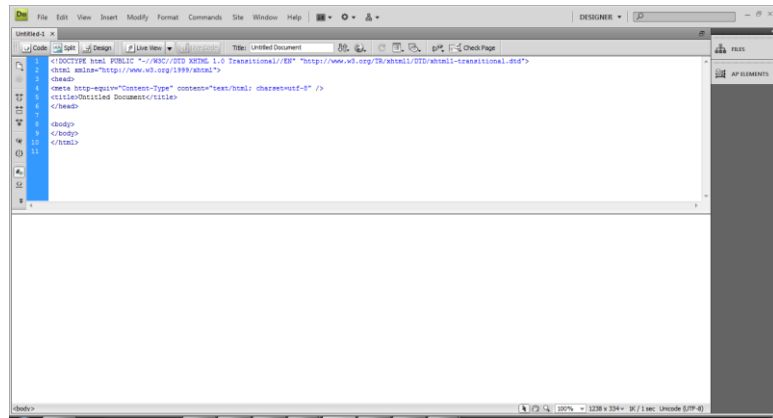 Dw File Edit View Insert Modify Format Commands Site Window Help DESIGNER
Untitled-1 ×
Code Split Design Live View Live Code Title: Untitled Document Check Page
FILES
AP ELEMENTS
1 <!DOCTYPE html PUBLIC "-//W3C//DTD XHTML 1.0 Transitional//EN" "http://www.w3.org/TR/xhtml1/DTD/xhtml1-transitional.dtd">
2 <html xmlns="http://www.w3.org/1999/xhtml">
3 <head>
4 <meta http-equiv="Content-Type" content="text/html; charset=utf-8" />
5 <title>Untitled Document</title>
6 </head>
7
8 <body>
9 </body>
10 </html>
11
<body> 100% 1238 x 334 1K / 1 sec Unicode (UTF-8)